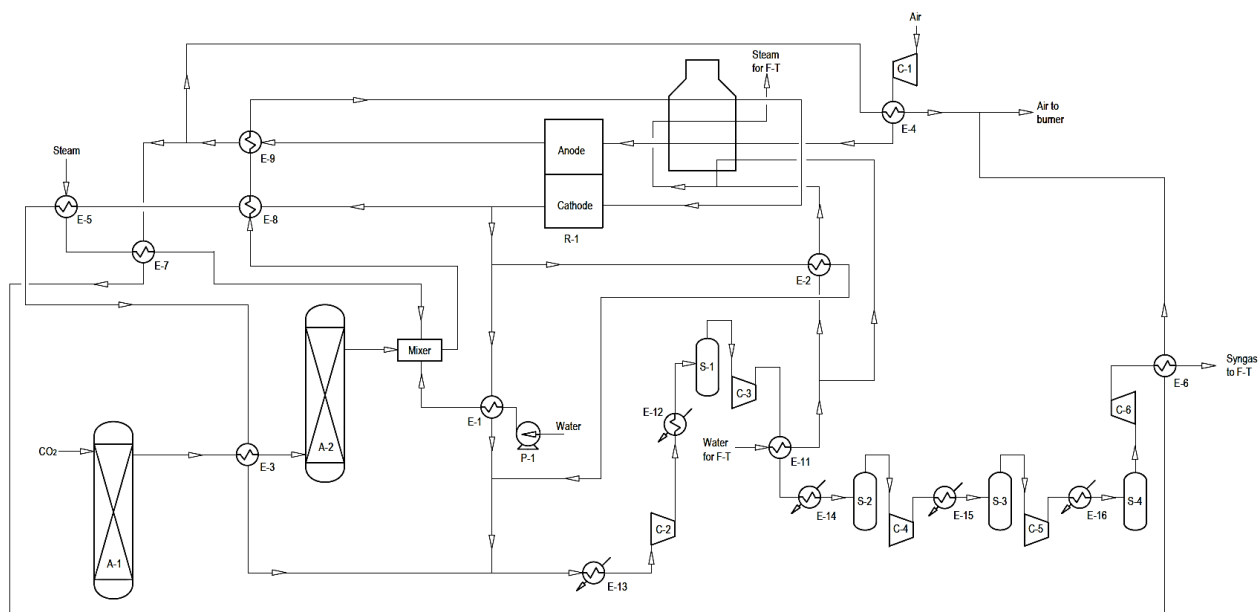 Air
Steam
for F-T
C-1
Air to
burner
E-4
Anode
E-9
Steam
Cathode
E-5
E-8
R-1
E-7
E-2
Mixer
S-1
Syngas
to F-T
E-6
C-3
C-6
E-12
E-1
Water
P-1
CO₂
A-2
E-3
Water
for F-T
E-11
S-2
S-3
S-4
E-14
E-15
E-16
C-4
C-5
C-2
A-1
E-13